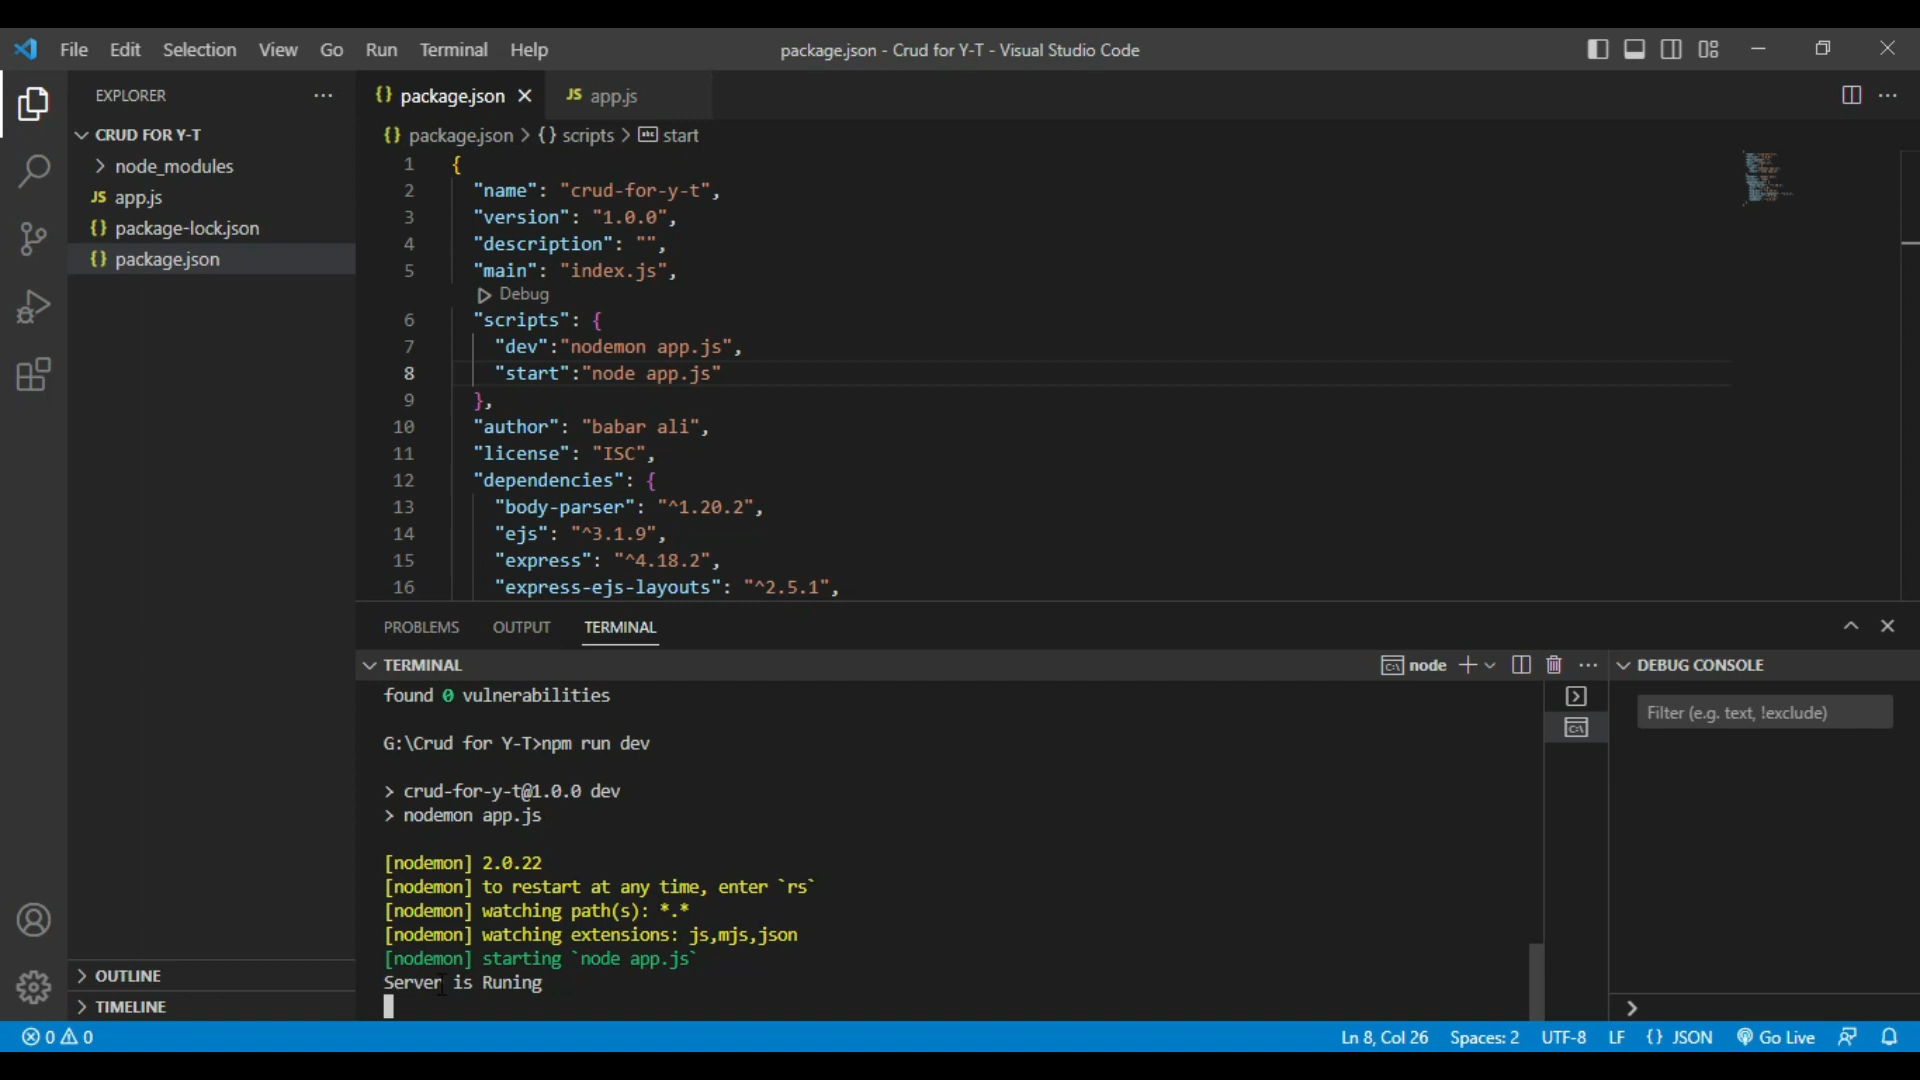 File Edit Selection View Go Run Terminal Help package.json - Crud for Y-T - Visual Studio Code
EXPLORER
CRUD FOR Y-T
node_modules
JS app.js
{} package-lock.json
{} package.json
OUTLINE
TIMELINE
{} package.json JS app.js
{} package.json > {} scripts > abc start
1 {
2 "name": "crud-for-y-t",
3 "version": "1.0.0",
4 "description": "",
5 "main": "index.js",
Debug
6 "scripts": {
7 "dev":"nodemon app.js",
8 "start":"node app.js"
9 },
10 "author": "babar ali",
11 "license": "ISC",
12 "dependencies": {
13 "body-parser": "^1.20.2",
14 "ejs": "^3.1.9",
15 "express": "^4.18.2",
16 "express-ejs-layouts": "^2.5.1",
PROBLEMS OUTPUT TERMINAL
TERMINAL node
found 0 vulnerabilities
G:\Crud for Y-T>npm run dev
> crud-for-y-t@1.0.0 dev
> nodemon app.js
[nodemon] 2.0.22
[nodemon] to restart at any time, enter `rs`
[nodemon] watching path(s): *.*
[nodemon] watching extensions: js,mjs,json
[nodemon] starting `node app.js`
Server is Runing
DEBUG CONSOLE
Filter (e.g. text, !exclude)
0 0 Ln 8, Col 26 Spaces: 2 UTF-8 LF {} JSON Go Live